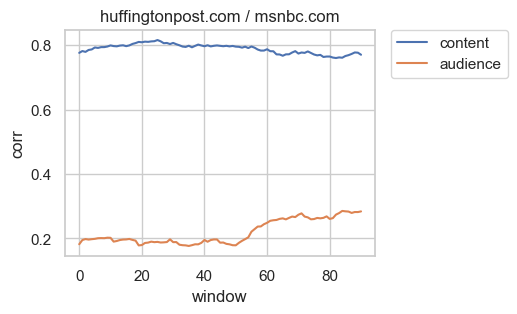 huffingtonpost.com / msnbc.com
content
audience
corr
0.8
0.6
0.4
0.2
0 20 40 60 80
window